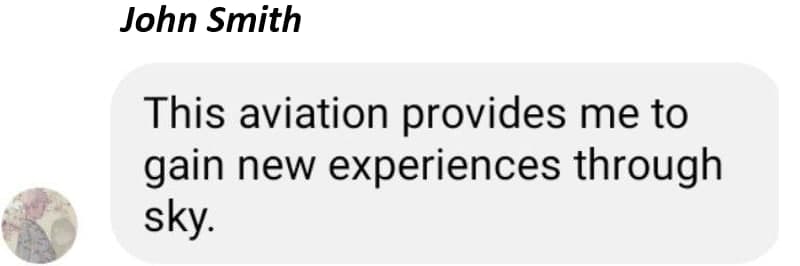 John Smith
This aviation provides me to
gain new experiences through
sky.